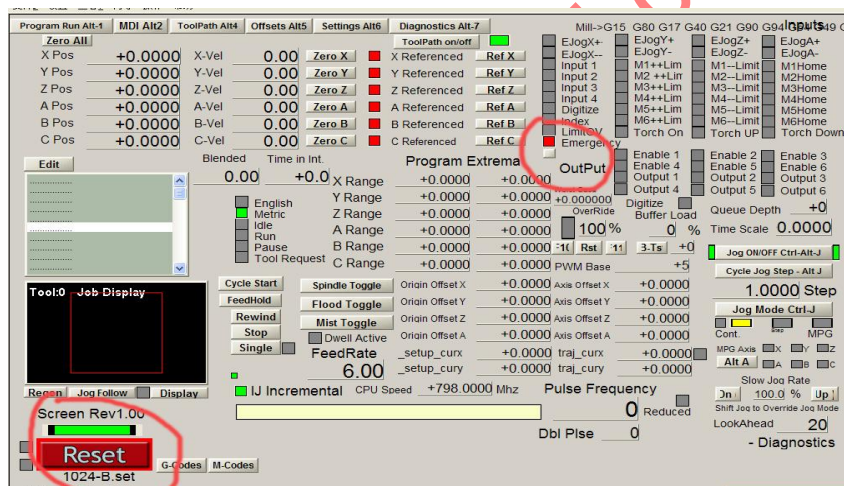 Program Run Alt-1 MDI Alt2 ToolPath Alt4 Offsets Alt5 Settings Alt6 Diagnostics Alt-7 Mill->G15 G80 G17 G40 G21 G90 G94 G49
Inputs
Zero All ToolPath on/off EJogX+ EJogY+ EJogZ+ EJogA+
X Pos +0.0000 X-Vel 0.00 Zero X X Referenced Ref X EJogX-- EJogY- EJogZ- EJogA-
Input 1 M1++Lim M1--Limit M1Home
Y Pos +0.0000 Y-Vel 0.00 Zero Y Y Referenced Ref Y Input 2 M2 ++Lim M2--Limit M2Home
Z Pos +0.0000 Z-Vel 0.00 Zero Z Z Referenced Ref Z Input 3 M3++Lim M3--Limit M3Home
Input 4 M4++Lim M4--Limit M4Home
A Pos +0.0000 A-Vel 0.00 Zero A A Referenced Ref A Digitize M5++Lim M5--Limit M5Home
B Pos +0.0000 B-Vel 0.00 Zero B B Referenced Ref B Index M6++Lim M6--Limit M6Home
LimitOV Torch On Torch UP Torch Down
C Pos +0.0000 C-Vel 0.00 Zero C C Referenced Ref C Emergency
Edit Blended Time in Int. Program Extrema OutPut Enable 1 Enable 2 Enable 3
0.00 +0.0 X Range +0.0000 +0.0000 Enable 4 Enable 5 Enable 6
Output 1 Output 2 Output 3
Output 4 Output 5 Output 6
English Y Range +0.0000 +0.0000 +0.000000 Digitize
Metric Z Range +0.0000 +0.0000 OverRide Buffer Load Queue Depth +0
Idle
Run A Range +0.0000 +0.0000 100 % 0 % Time Scale 0.0000
Pause B Range +0.0000 +0.0000 Rst 3-Ts +0 Jog ON/OFF Ctrl-Alt-J
Tool Request C Range +0.0000 +0.0000 PWM Base +5 Cycle Jog Step - Alt J
Tool:0 Job Display Cycle Start Spindle Toggle Origin Offset X +0.0000 Axis Offset X +0.0000 1.0000 Step
FeedHold Flood Toggle Origin Offset Y +0.0000 Axis Offset Y +0.0000 Jog Mode Ctrl-J
Rewind Mist Toggle Origin Offset Z +0.0000 Axis Offset Z +0.0000
Stop Dwell Active Origin Offset A +0.0000 Axis Offset A +0.0000 Cont. Step MPG
Single FeedRate _setup_curx +0.0000 traj_curx +0.0000 MPG Axis X Y Z
6.00 _setup_cury +0.0000 traj_cury +0.0000 Alt A A B C
Regen Jog Follow Display IJ Incremental CPU Speed +798.0000 Mhz Pulse Frequency Slow Jog Rate
100.0 % Up
Screen Rev1.00 0 Reduced Shift Jog to Override Jog Mode
Reset Dbl Plse 0 LookAhead 20
G-Codes M-Codes - Diagnostics
1024-B.set